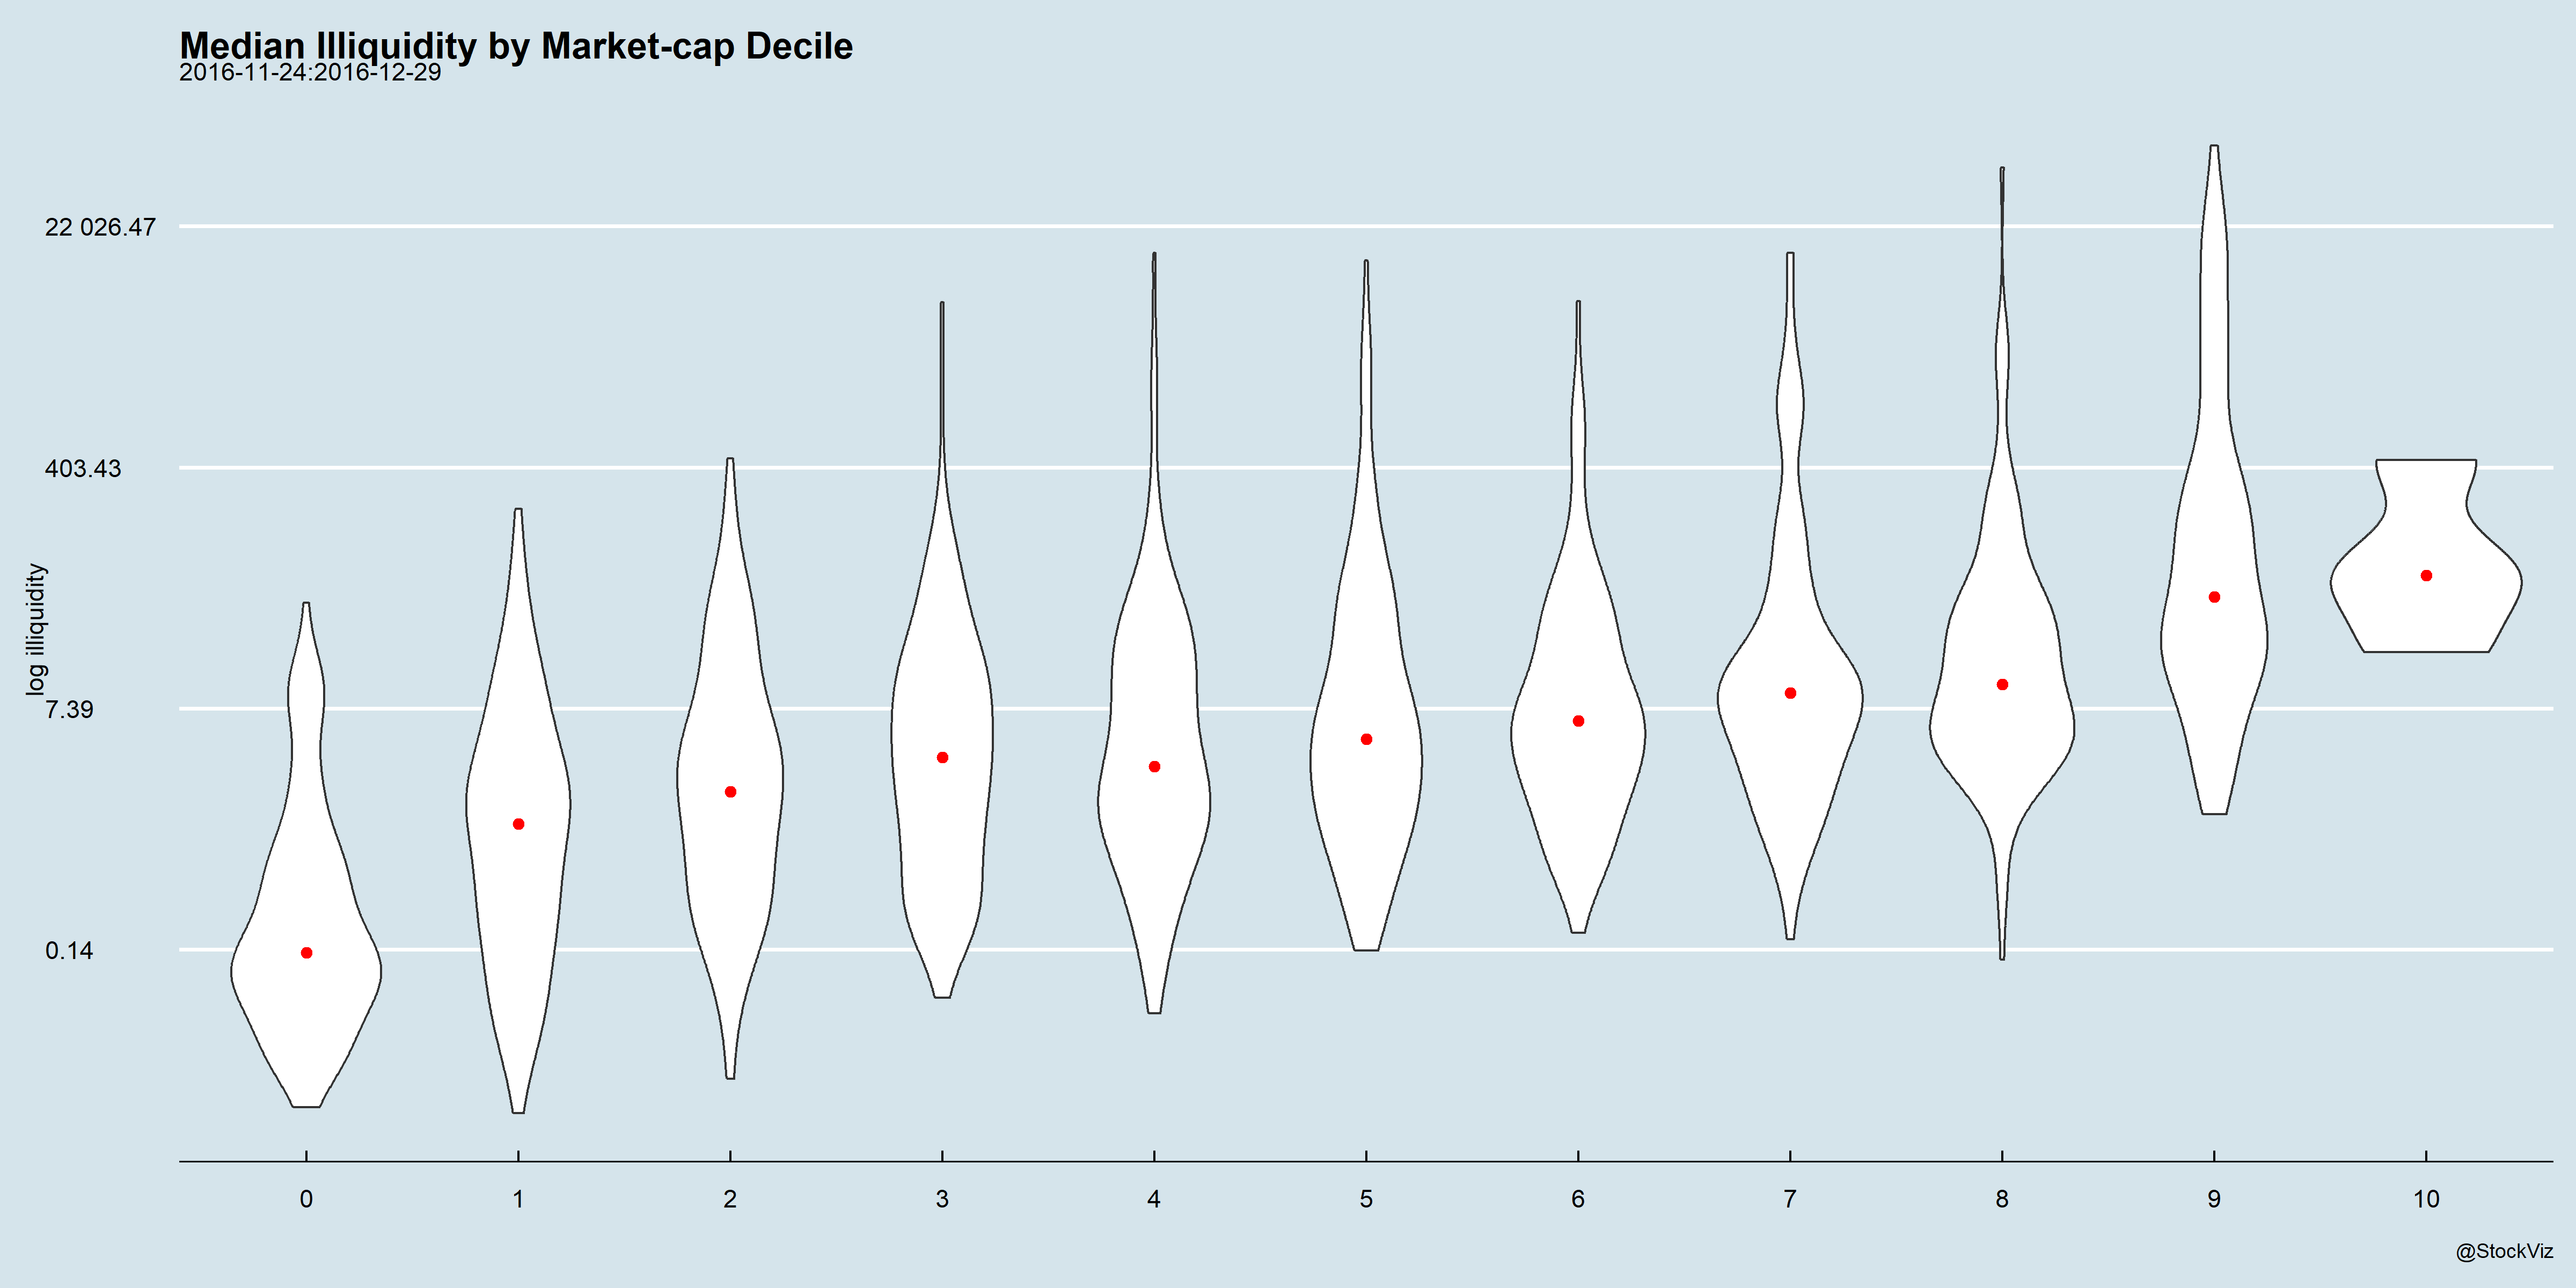 Median Illiquidity by Market-cap Decile
2016-11-24:2016-12-29
22 026.47
403.43
7.39
0.14
log illiquidity
0 1 2 3 4 5 6 7 8 9 10
@StockViz